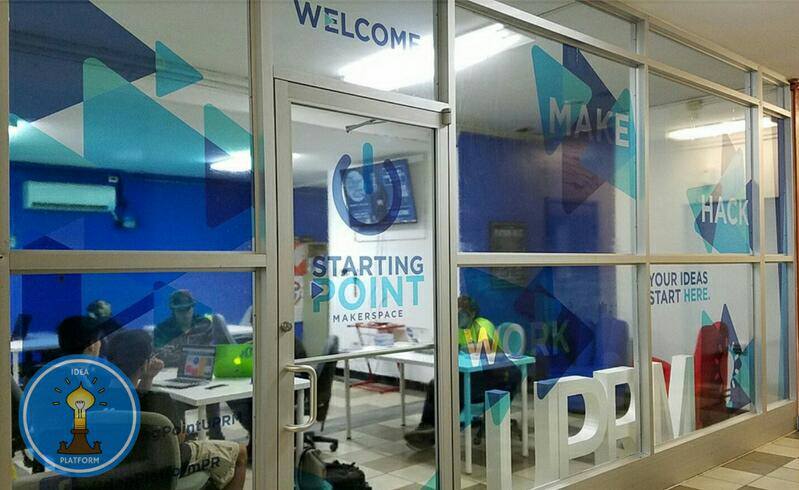 WELCOME
MAKE
HACK
STARTING
POINT
MAKERSPACE
YOUR IDEAS
START HERE.
WORK
UPRM
IDEA
PLATFORM